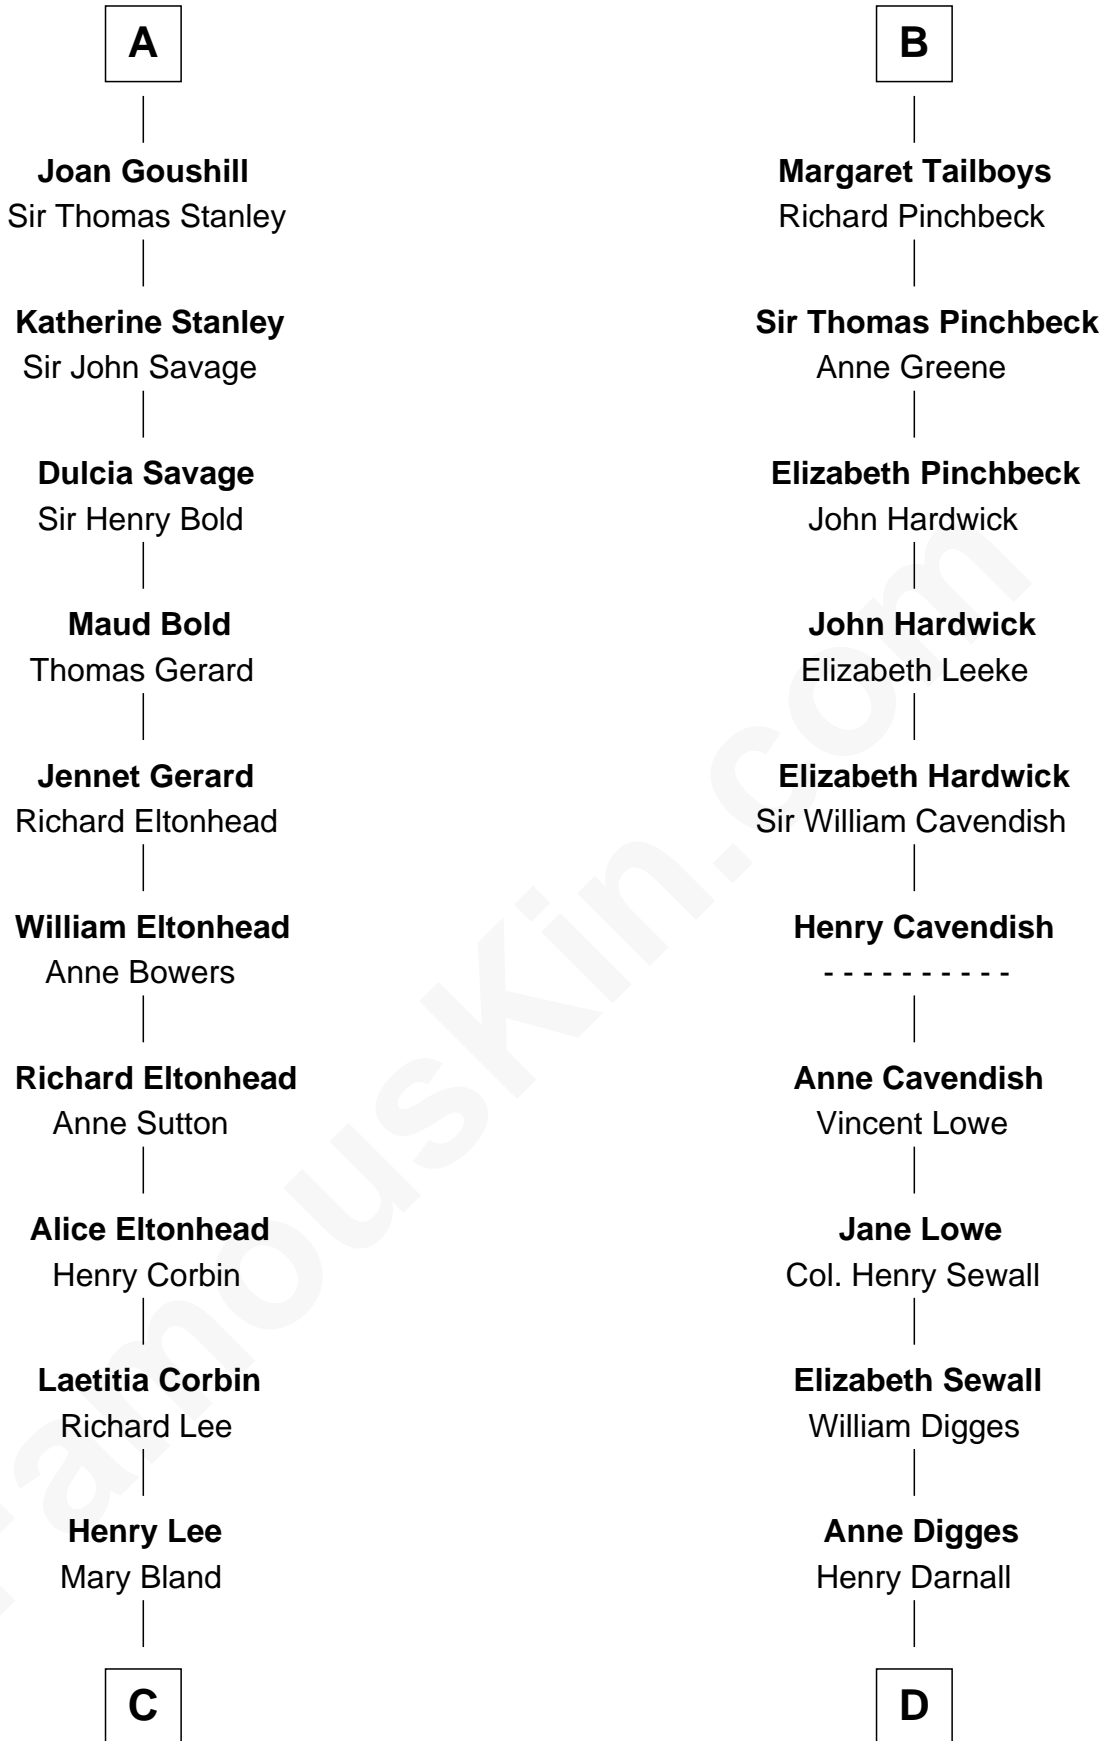 A
Joan Goushill
Sir Thomas Stanley
Katherine Stanley
Sir John Savage
Dulcia Savage
Sir Henry Bold
Maud Bold
Thomas Gerard
Jennet Gerard
Richard Eltonhead
William Eltonhead
Anne Bowers
Richard Eltonhead
Anne Sutton
Alice Eltonhead
Henry Corbin
Laetitia Corbin
Richard Lee
Henry Lee
Mary Bland
C
B
Margaret Tailboys
Richard Pinchbeck
Sir Thomas Pinchbeck
Anne Greene
Elizabeth Pinchbeck
John Hardwick
John Hardwick
Elizabeth Leeke
Elizabeth Hardwick
Sir William Cavendish
Henry Cavendish
- - - - - - - - - -
Anne Cavendish
Vincent Lowe
Jane Lowe
Col. Henry Sewall
Elizabeth Sewall
William Digges
Anne Digges
Henry Darnall
D
FamousKin.com